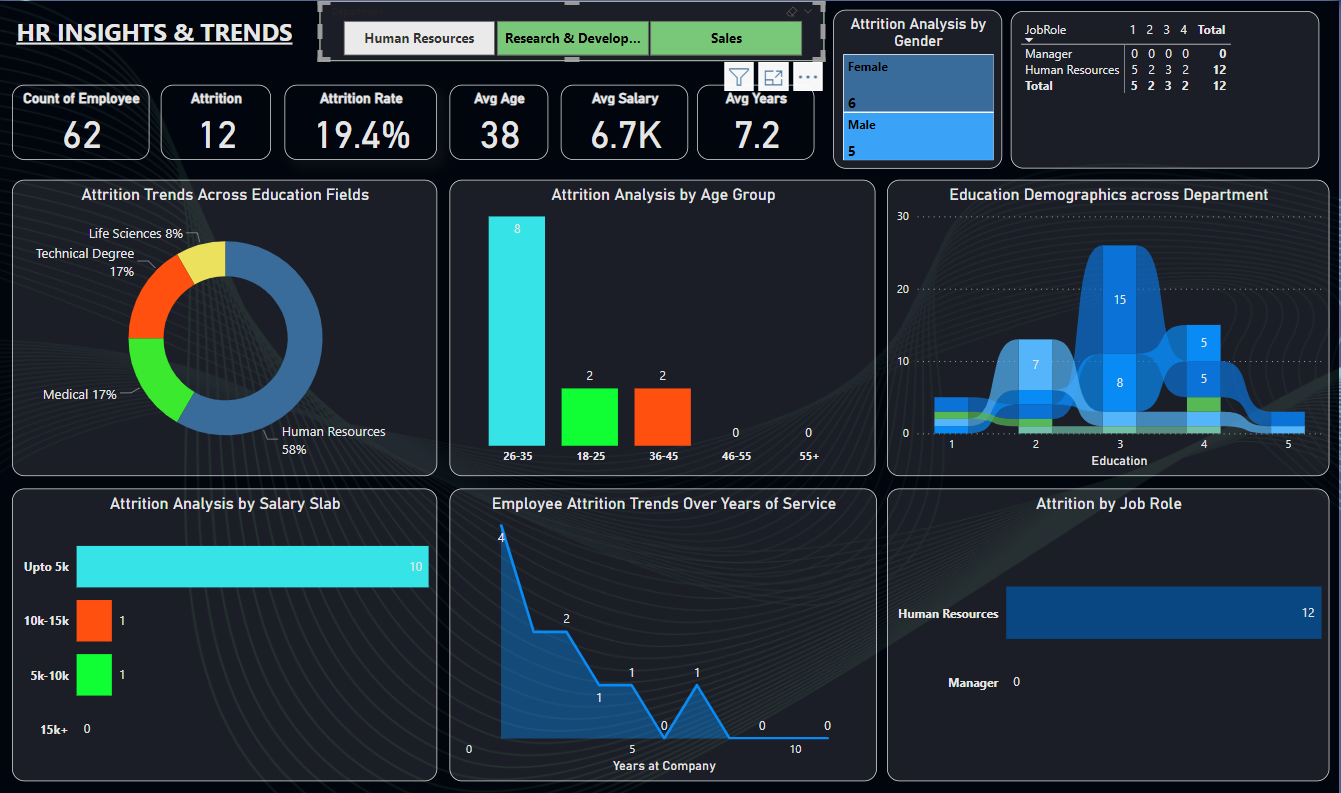 HR INSIGHTS & TRENDS
Human Resources
Research & Develop...
Sales
Count of Employee
62
Attrition
12
Attrition Rate
19.4%
Avg Age
38
Avg Salary
6.7K
Avg Years
7.2
Attrition Analysis by
Gender
Female
6
Male
5
JobRole 1 2 3 4 Total
Manager 0 0 0 0 0
Human Resources 5 2 3 2 12
Total 5 2 3 2 12
Attrition Trends Across Education Fields
Life Sciences 8%
Technical Degree
17%
Medical 17%
Human Resources
58%
Attrition Analysis by Age Group
8
2
2
0
0
26-35 18-25 36-45 46-55 55+
Education Demographics across Department
30
20
10
0
15
7
8
5
5
1 2 3 4 5
Education
Attrition Analysis by Salary Slab
Upto 5k 10
10k-15k 1
5k-10k 1
15k+ 0
Employee Attrition Trends Over Years of Service
4
2
1
1
0
1
0
0
0 5 10
Years at Company
Attrition by Job Role
Human Resources 12
Manager 0